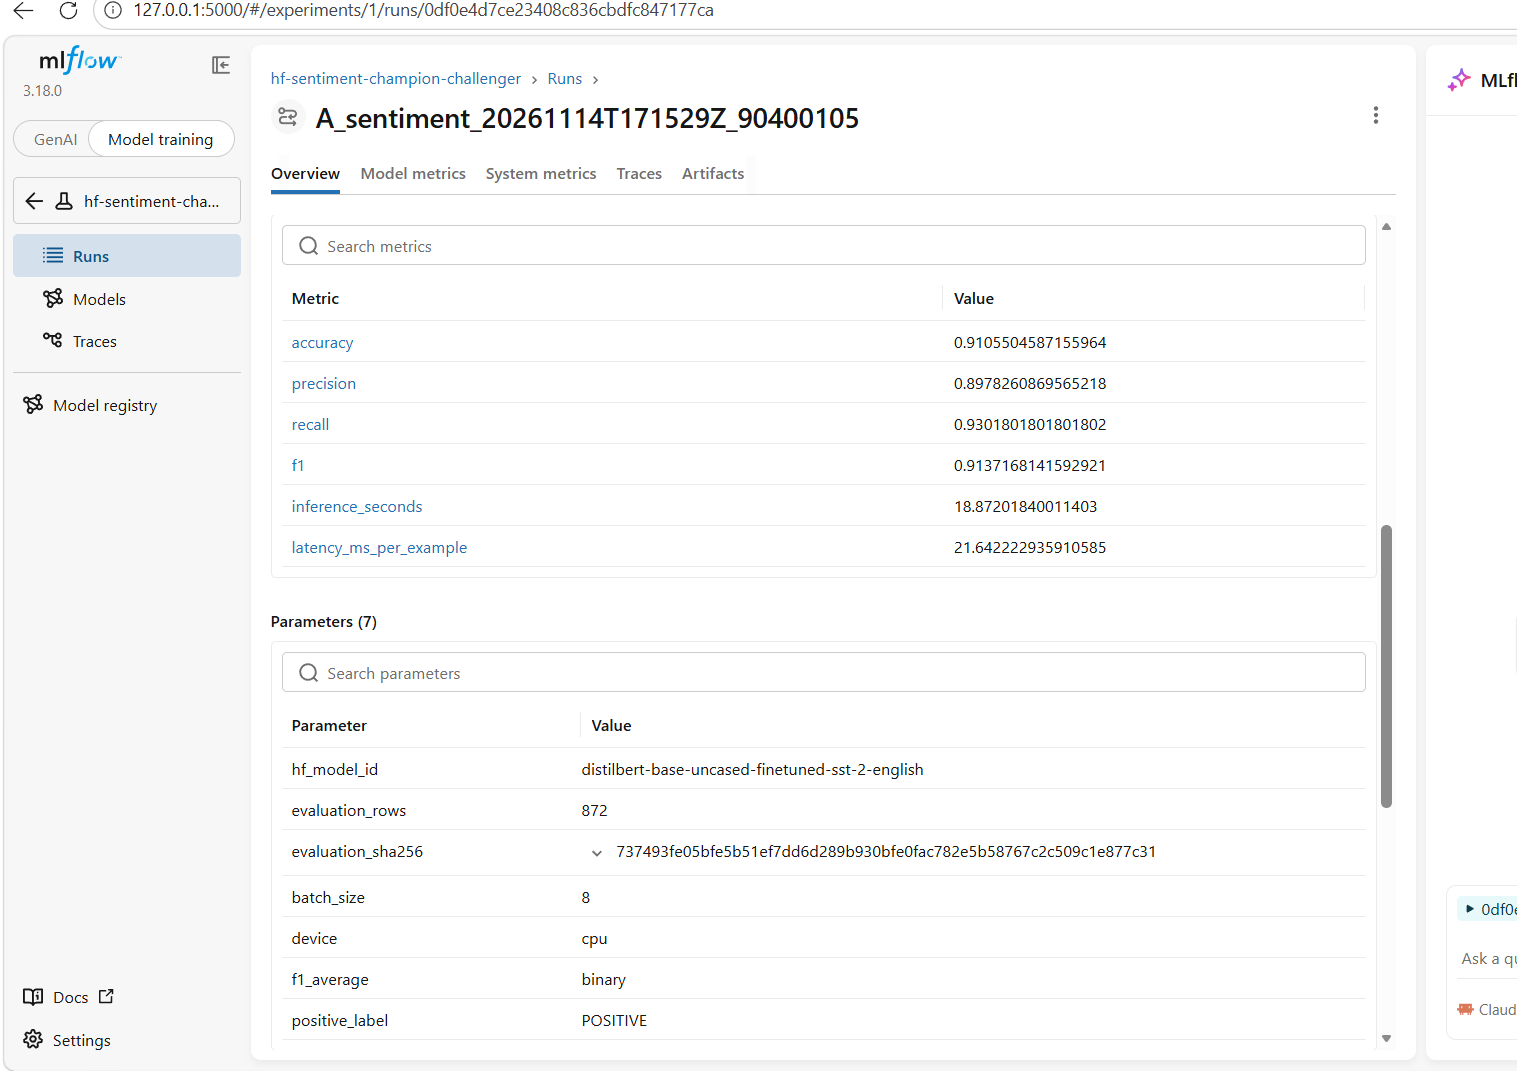 127.0.0.1:5000/#/experiments/1/runs/0df0e4d7ce23408c836cbdfc847177ca
mlflow
3.18.0
GenAI
Model training
hf-sentiment-cha...
Runs
Models
Traces
Model registry
Docs
Settings
hf-sentiment-champion-challenger > Runs >
A_sentiment_20261114T171529Z_90400105
Overview Model metrics System metrics Traces Artifacts
Search metrics
Metric Value
accuracy 0.9105504587155964
precision 0.8978260869565218
recall 0.9301801801801802
f1 0.9137168141592921
inference_seconds 18.87201840011403
latency_ms_per_example 21.642222935910585
Parameters (7)
Search parameters
Parameter Value
hf_model_id distilbert-base-uncased-finetuned-sst-2-english
evaluation_rows 872
evaluation_sha256 737493fe05bfe5b51ef7dd6d289b930bfe0fac782e5b58767c2c509c1e877c31
batch_size 8
device cpu
f1_average binary
positive_label POSITIVE
MLfl
0df0e
Ask a qu
Claud